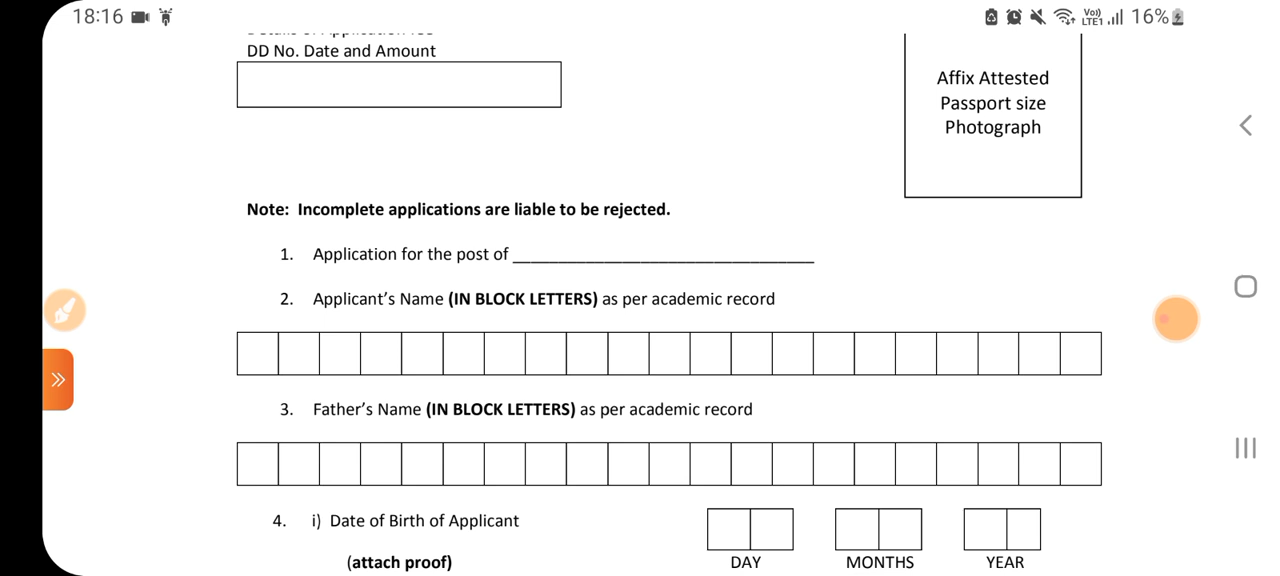 18:16
Vo)) LTE1 16%
DD No. Date and Amount
Affix Attested
Passport size
Photograph
Note: Incomplete applications are liable to be rejected.
1. Application for the post of
2. Applicant's Name (IN BLOCK LETTERS) as per academic record
3. Father's Name (IN BLOCK LETTERS) as per academic record
4. i) Date of Birth of Applicant
(attach proof)
DAY MONTHS YEAR